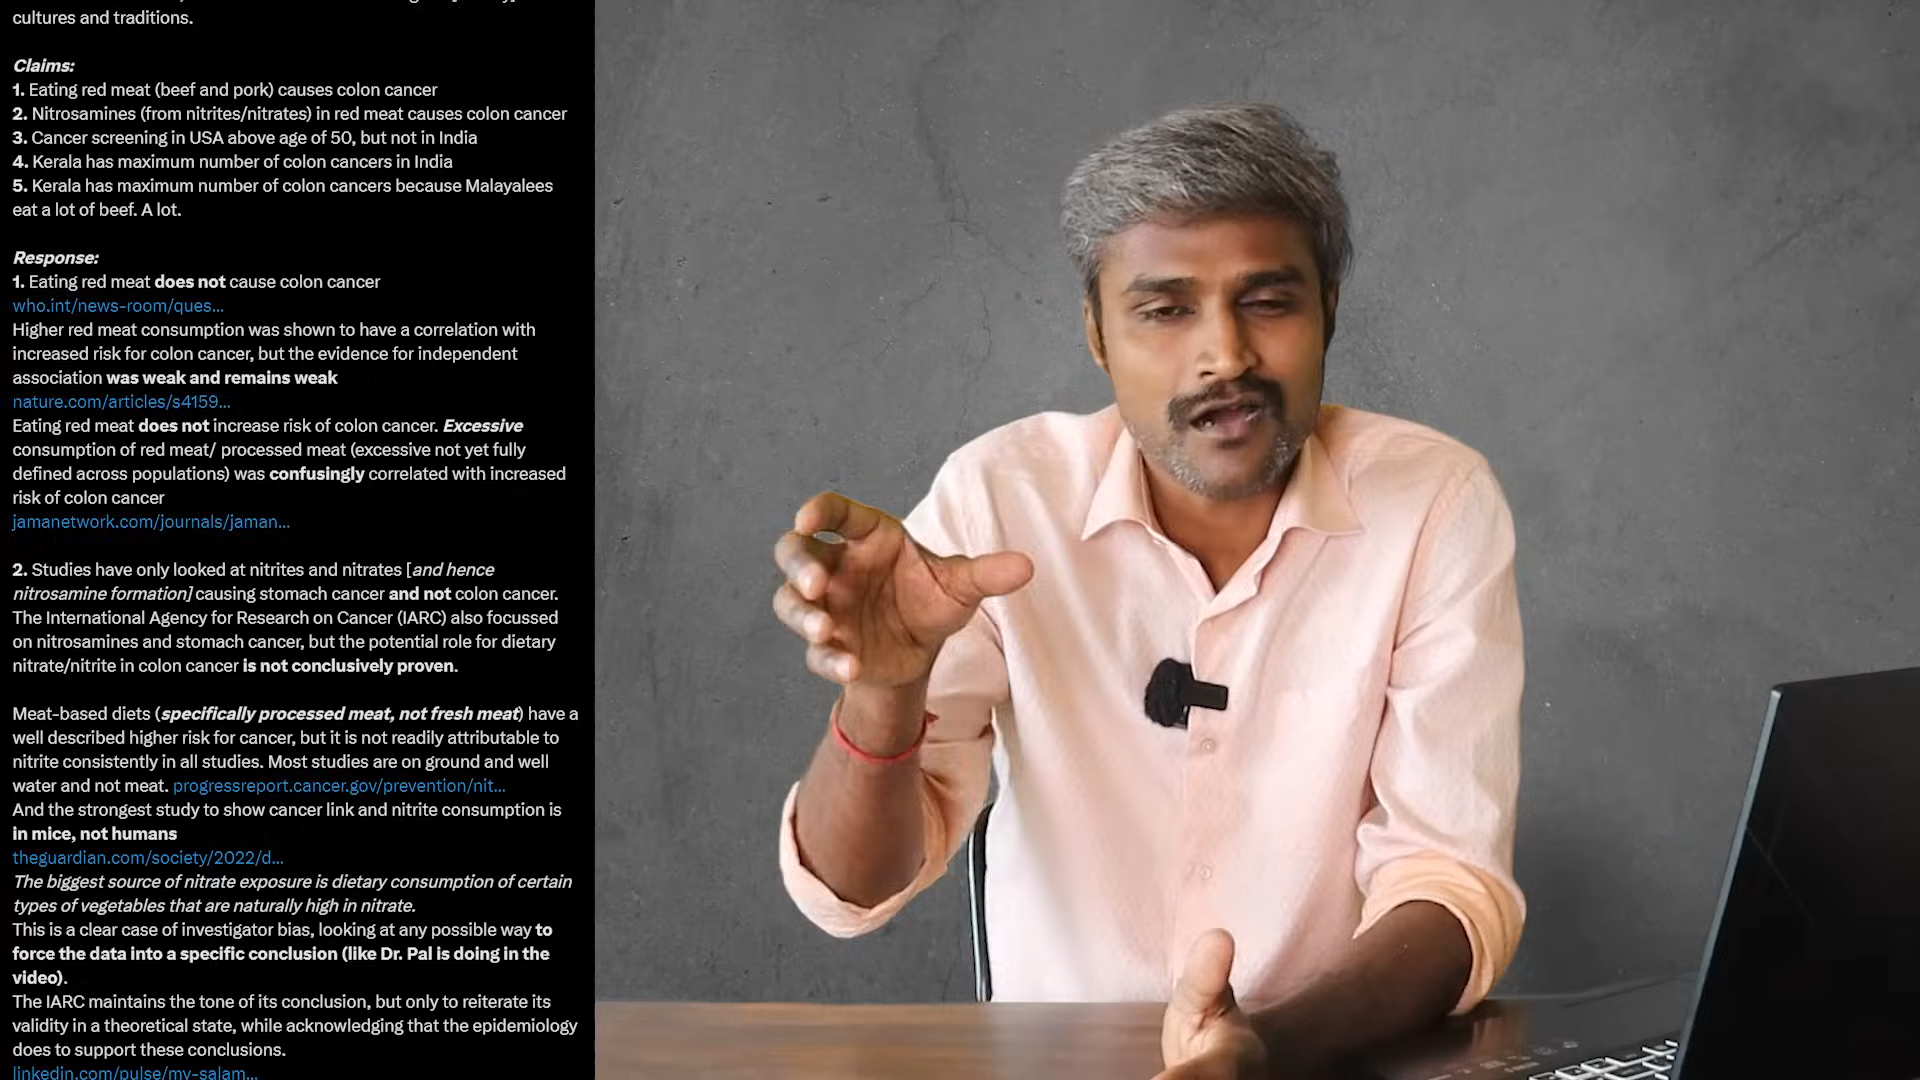 cultures and traditions.
Claims:
1. Eating red meat (beef and pork) causes colon cancer
2. Nitrosamines (from nitrites/nitrates) in red meat causes colon cancer
3. Cancer screening in USA above age of 50, but not in India
4. Kerala has maximum number of colon cancers in India
5. Kerala has maximum number of colon cancers because Malayalees
eat a lot of beef. A lot.
Response:
1. Eating red meat does not cause colon cancer
who.int/news-room/ques...
Higher red meat consumption was shown to have a correlation with
increased risk for colon cancer, but the evidence for independent
association was weak and remains weak
nature.com/articles/s4159...
Eating red meat does not increase risk of colon cancer. Excessive
consumption of red meat/ processed meat (excessive not yet fully
defined across populations) was confusingly correlated with increased
risk of colon cancer
jamanetwork.com/journals/jaman...
2. Studies have only looked at nitrites and nitrates [and hence
nitrosamine formation] causing stomach cancer and not colon cancer.
The International Agency for Research on Cancer (IARC) also focussed
on nitrosamines and stomach cancer, but the potential role for dietary
nitrate/nitrite in colon cancer is not conclusively proven.
Meat-based diets (specifically processed meat, not fresh meat) have a
well described higher risk for cancer, but it is not readily attributable to
nitrite consistently in all studies. Most studies are on ground and well
water and not meat. progressreport.cancer.gov/prevention/nit...
And the strongest study to show cancer link and nitrite consumption is
in mice, not humans
theguardian.com/society/2022/d...
The biggest source of nitrate exposure is dietary consumption of certain
types of vegetables that are naturally high in nitrate.
This is a clear case of investigator bias, looking at any possible way to
force the data into a specific conclusion (like Dr. Pal is doing in the
video).
The IARC maintains the tone of its conclusion, but only to reiterate its
validity in a theoretical state, while acknowledging that the epidemiology
does to support these conclusions.
linkedin.com/pulse/my-salam...